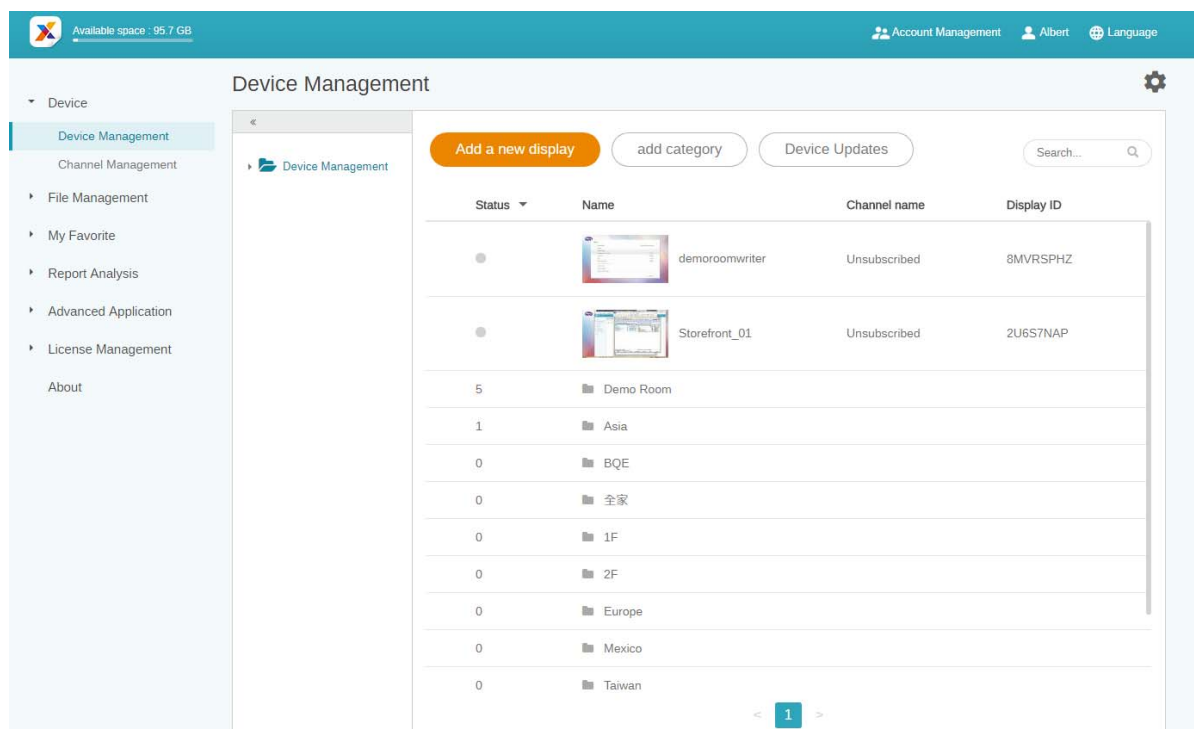 Available space : 95.7 GB
Account Management
Albert
Language
Device
Device Management
Channel Management
File Management
My Favorite
Report Analysis
Advanced Application
License Management
About
Device Management
«
Device Management
Add a new display
add category
Device Updates
Search...
Status Name Channel name Display ID
demoroomwriter Unsubscribed 8MVRSPHZ
Storefront_01 Unsubscribed 2U6S7NAP
5 Demo Room
1 Asia
0 BQE
0 全家
0 1F
0 2F
0 Europe
0 Mexico
0 Taiwan
< 1 >